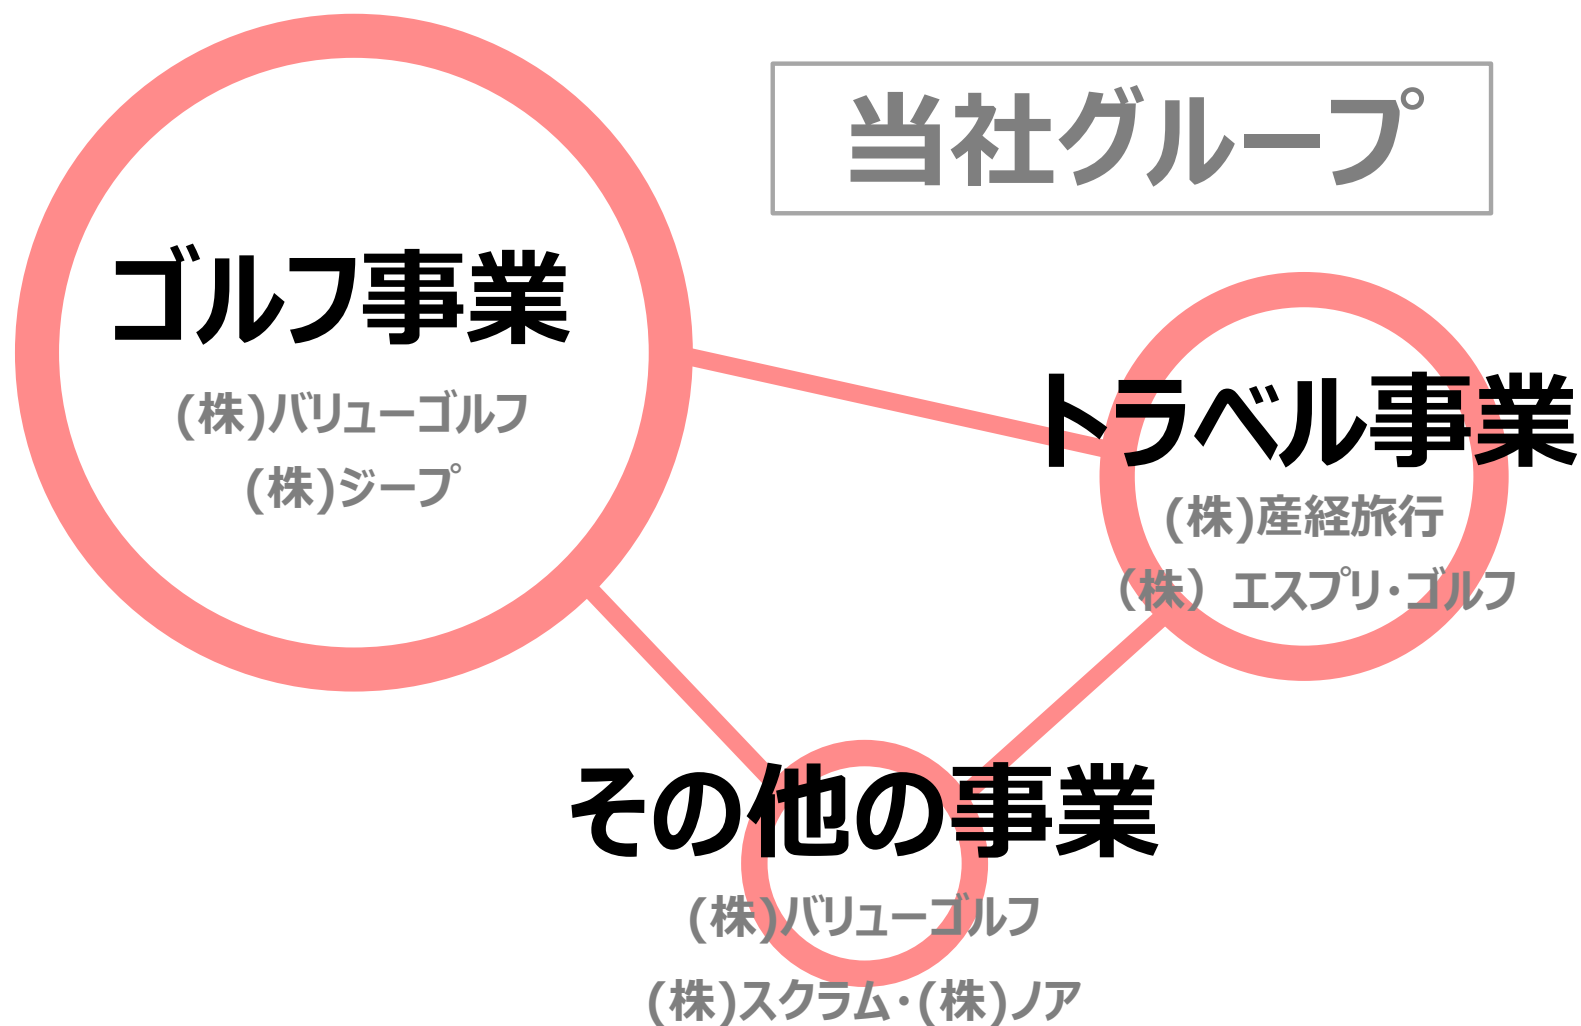 当社グループ
ゴルフ事業
(株)バリューゴルフ
(株)ジープ
トラベル事業
(株)産経旅行
（株）エスプリ・ゴルフ
その他の事業
(株)バリューゴルフ
(株)スクラム・(株)ノア